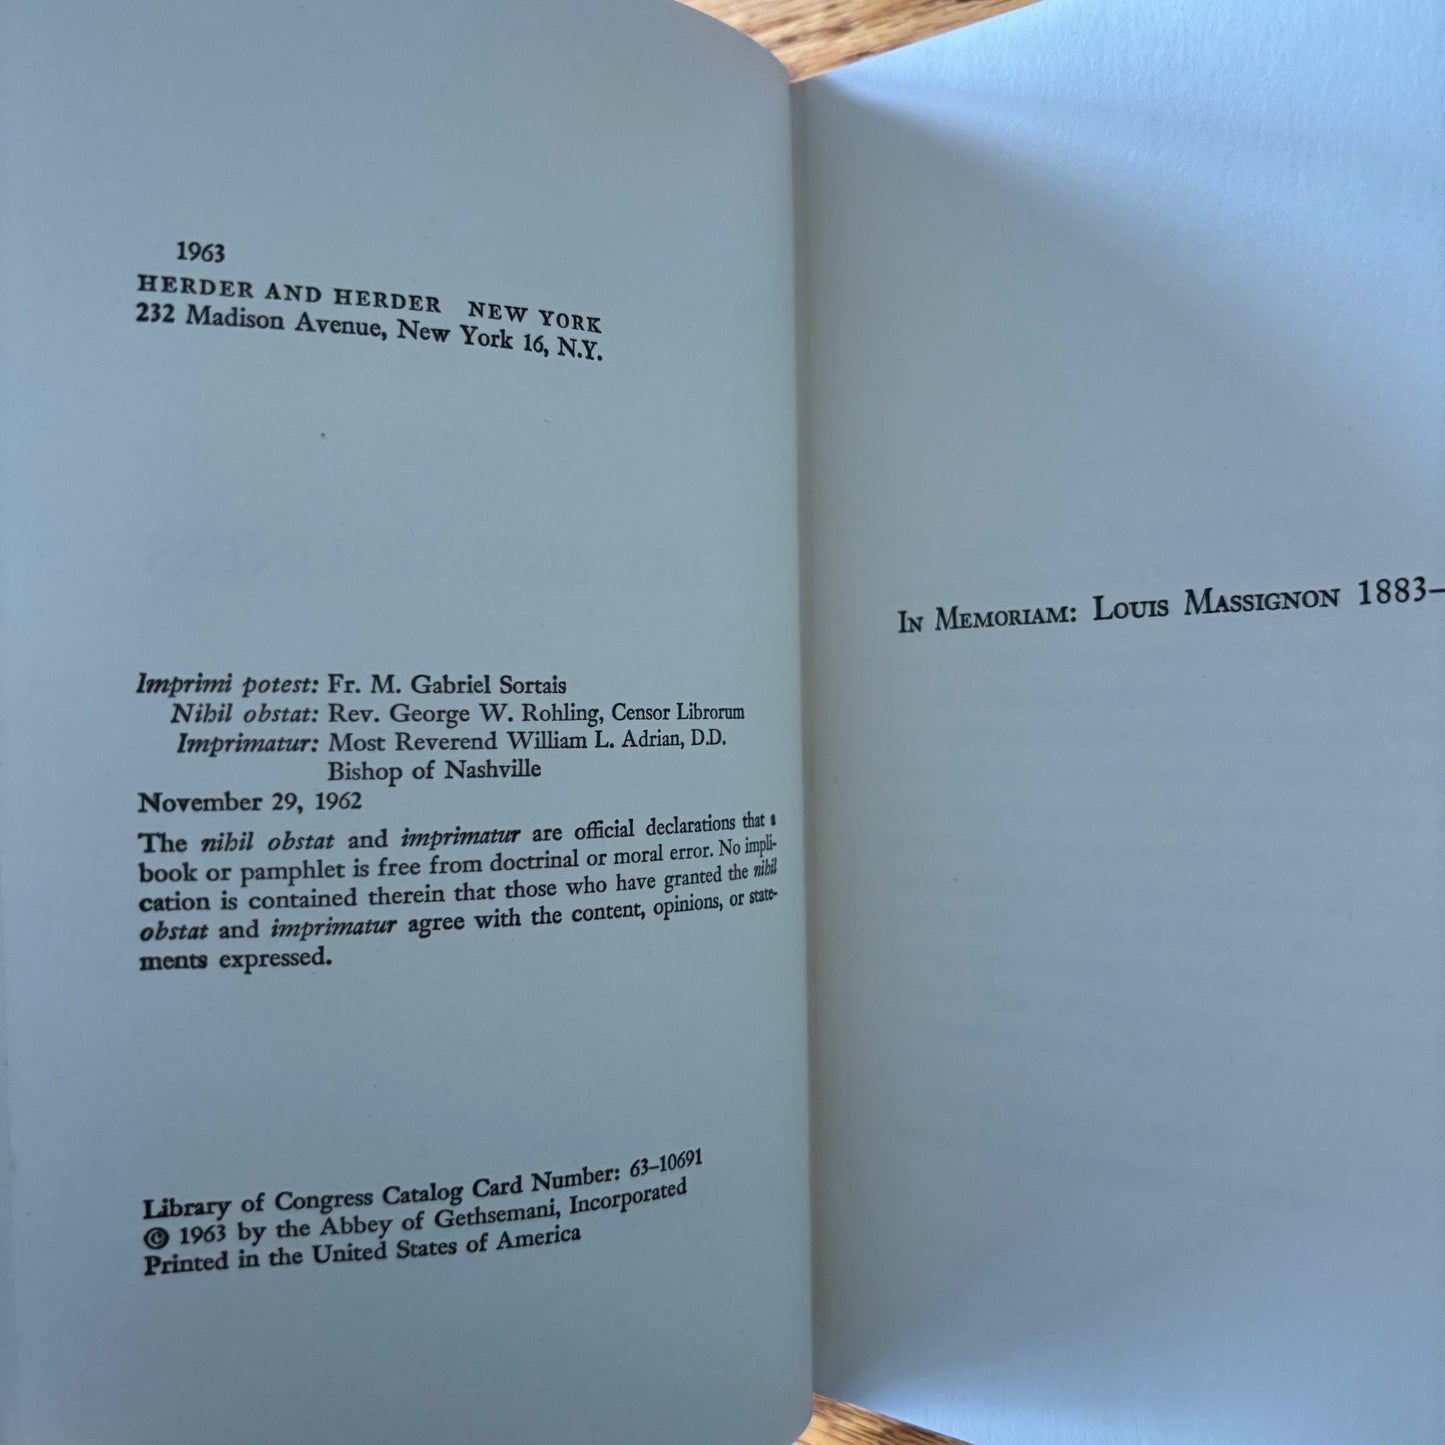 1963
HERDER AND HERDER NEW YORK
232 Madison Avenue, New York 16, N.Y.
AND HOLINESS
Imprimi potest: Fr. M. Gabriel Sortais
Nihil obstat: Rev. George W. Rohling, Censor Librorum
Imprimatur: Most Reverend William L. Adrian, D.D.
Bishop of Nashville
November 29, 1962
The nihil obstat and imprimatur are official declarations that a
book or pamphlet is free from doctrinal or moral error. No impli-
cation is contained therein that those who have granted the nihil
obstat and imprimatur agree with the content, opinions, or state-
ments expressed.
Library of Congress Catalog Card Number: 63–10691
© 1963 by the Abbey of Gethsemani, Incorporated
Printed in the United States of America
IN MEMORIAM: LOUIS MASSIGNON 1883–